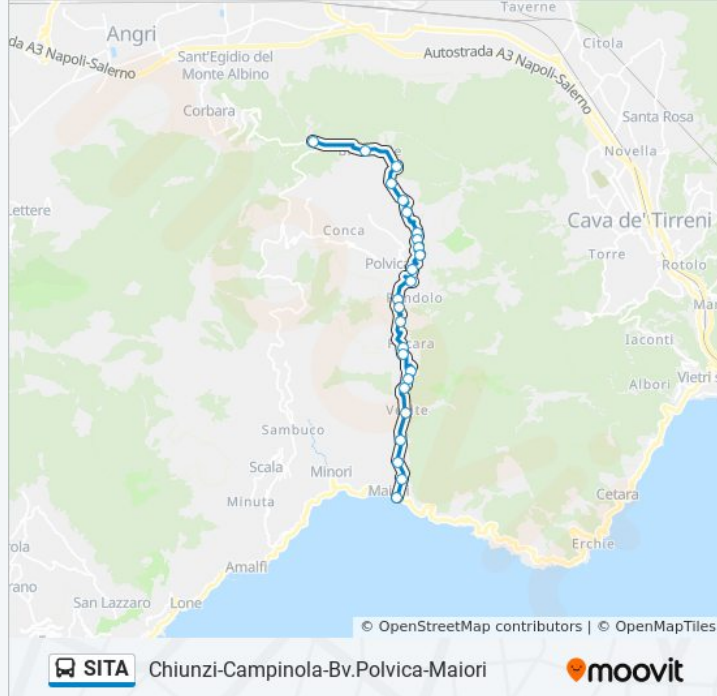 Taverne
Angri
Citola
da A3 Napoli-Salerno
Autostrada A3 Napoli-Salerno
Sant'Egidio del
Monte Albino
Corbara
Santa Rosa
Novella
Lettere
Conca
Cava de' Tirreni
Torre
Rotolo
Polvica
Pendolo
Iaconti
Albori
Vietri s
Sambuco
Scala
Minori
Minuta
Cetara
Erchie
Amalfi
San Lazzaro
Lone
© OpenStreetMap contributors | © OpenMapTiles
SITA
Chiunzi-Campinola-Bv.Polvica-Maiori
moovit